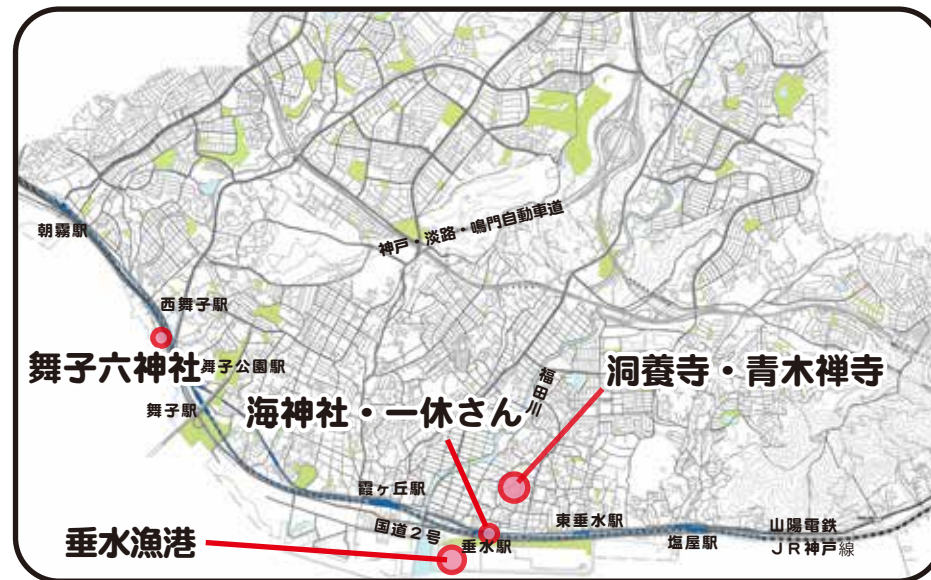 神戸・淡路・鳴門自動車道
朝霧駅
西舞子駅
舞子六神社
舞子公園駅
舞子駅
洞養寺・青木禅寺
福田川
海神社・一休さん
霞ヶ丘駅
国道2号
垂水駅
東垂水駅
塩屋駅
山陽電鉄
JR神戸線
垂水漁港